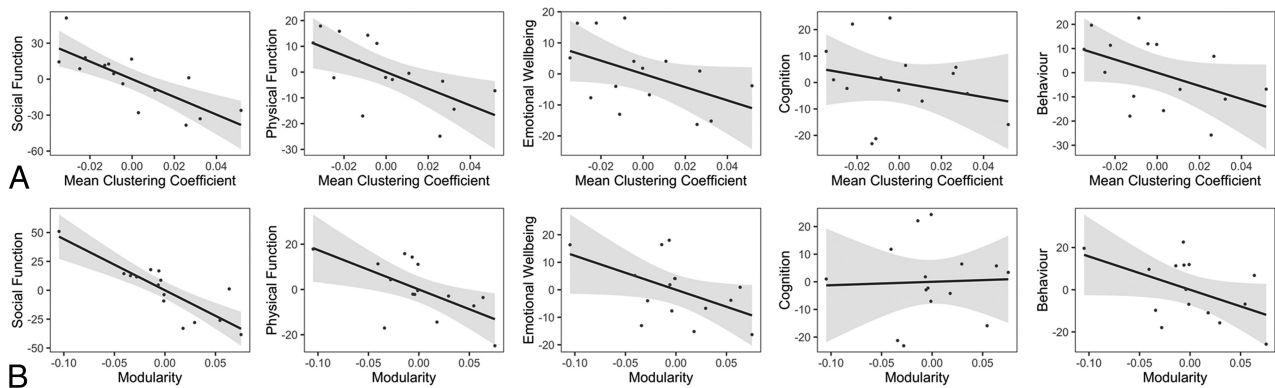 Social Function
30
0
-30
-60
-0.02 0.00 0.02 0.04
Mean Clustering Coefficient
Physical Function
20
10
0
-10
-20
-30
-0.02 0.00 0.02 0.04
Mean Clustering Coefficient
Emotional Wellbeing
20
10
0
-10
-20
-0.02 0.00 0.02 0.04
Mean Clustering Coefficient
Cognition
20
0
-20
-0.02 0.00 0.02 0.04
Mean Clustering Coefficient
Behaviour
20
10
0
-10
-20
-30
-0.02 0.00 0.02 0.04
Mean Clustering Coefficient
A
Social Function
50
25
0
-25
-50
-0.10 -0.05 0.00 0.05
Modularity
Physical Function
20
0
-20
-0.10 -0.05 0.00 0.05
Modularity
Emotional Wellbeing
20
10
0
-10
-20
-0.10 -0.05 0.00 0.05
Modularity
Cognition
20
10
0
-10
-20
-0.10 -0.05 0.00 0.05
Modularity
Behaviour
20
0
-20
-0.10 -0.05 0.00 0.05
Modularity
B